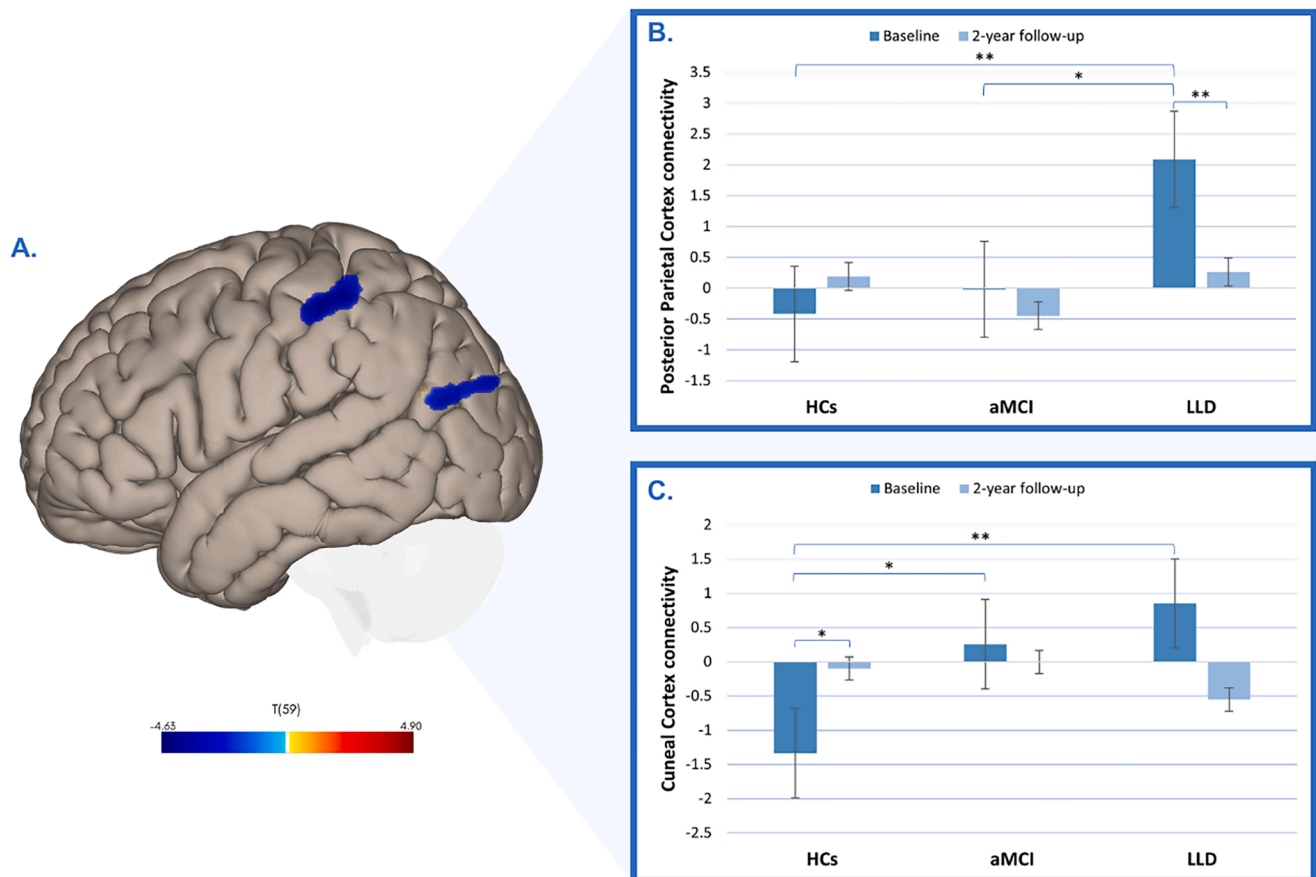 A.
T(59)
-4.63 4.90
B.
Baseline 2-year follow-up
Posterior Parietal Cortex connectivity
3.5
3
2.5
2
1.5
1
0.5
0
-0.5
-1
-1.5
**
*
**
HCs aMCI LLD
C.
Baseline 2-year follow-up
Cuneal Cortex connectivity
2
1.5
1
0.5
0
-0.5
-1
-1.5
-2
-2.5
**
*
*
HCs aMCI LLD